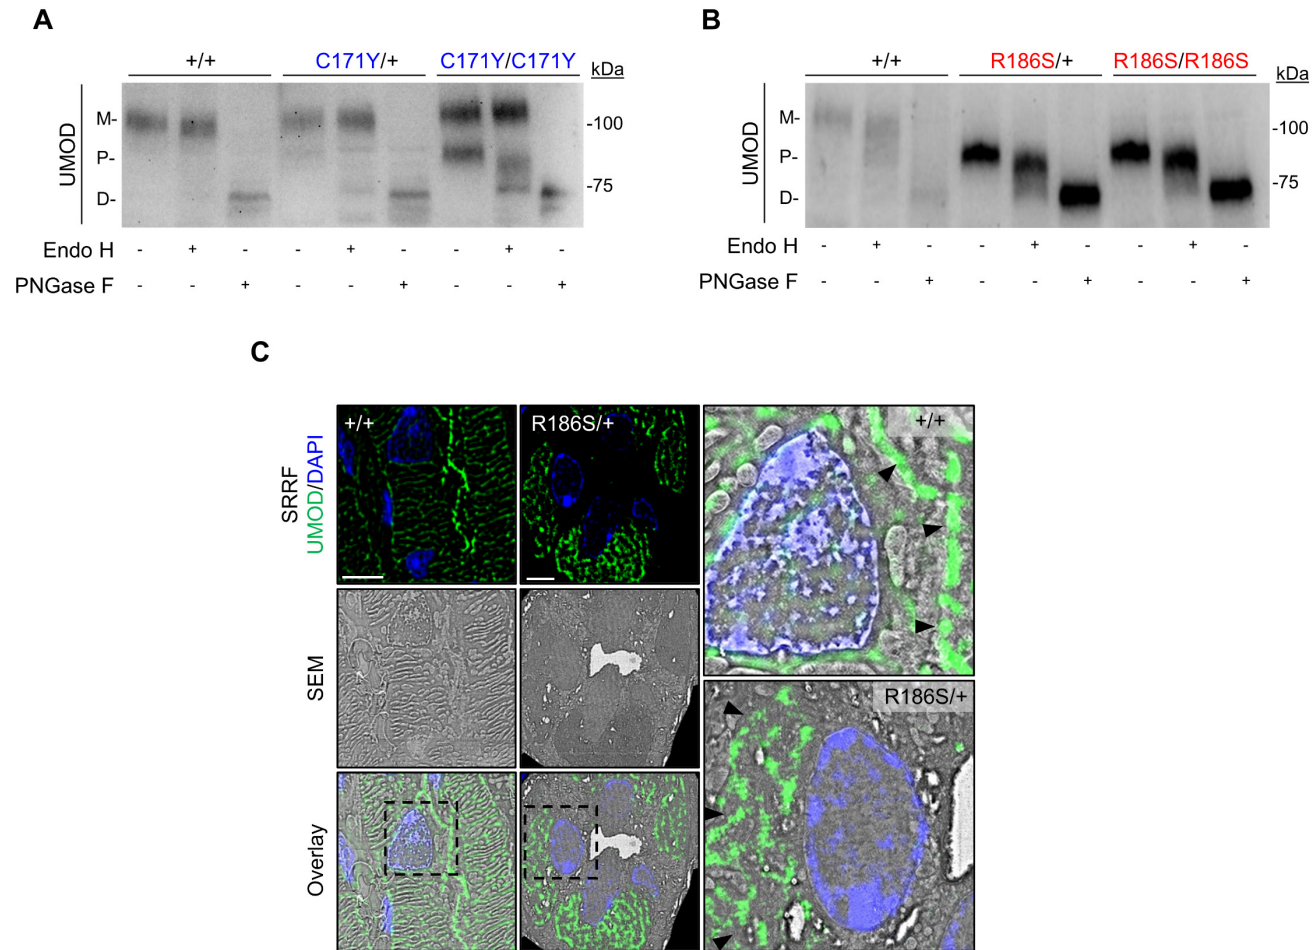 A
+/+ C171Y/+ C171Y/C171Y kDa
UMOD
M-
P-
D-
-100
-75
Endo H - + - - + - - + -
PNGase F - - + - - + - - +
B
+/+ R186S/+ R186S/R186S kDa
UMOD
M-
P-
D-
-100
-75
Endo H - + - - + - - + -
PNGase F - - + - - + - - +
C
SRRF
UMOD/DAPI
+/+
R186S/+
+/+
SEM
R186S/+
Overlay